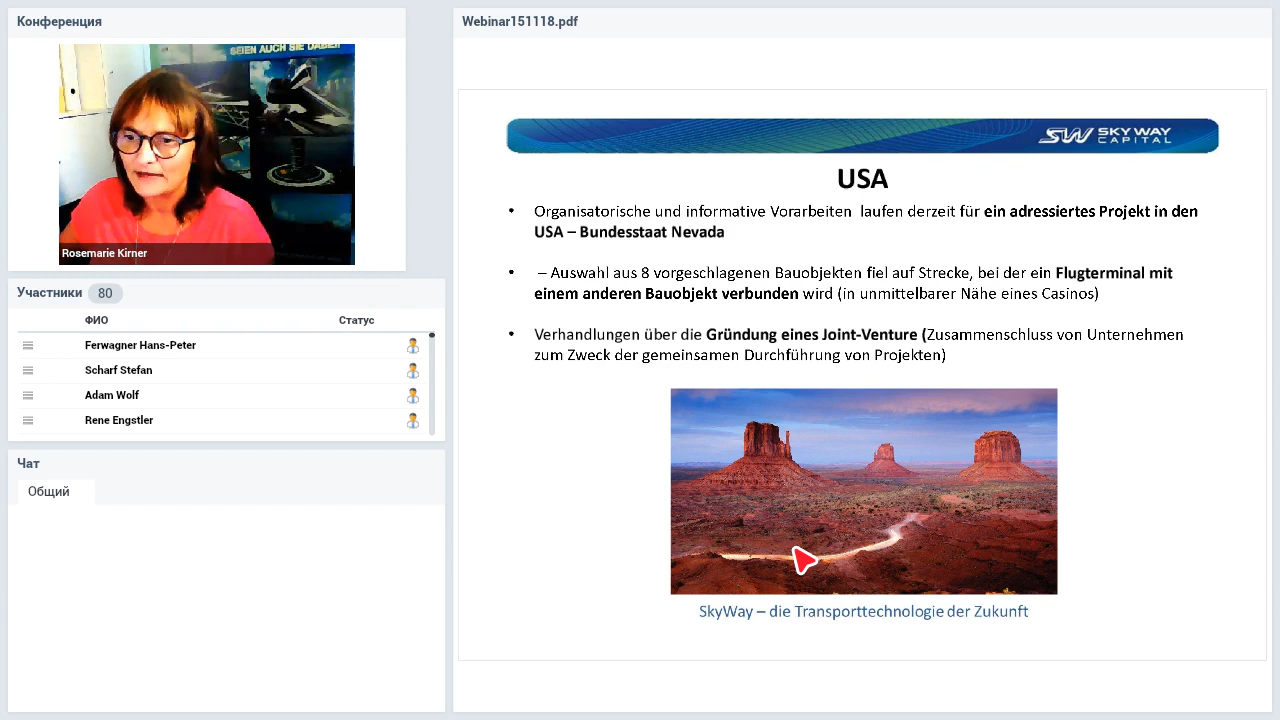 Конференция
SEIEN AUCH SIE DABEI!
Rosemarie Kirner
Участники 80
ФИО Статус
Ferwagner Hans-Peter
Scharf Stefan
Adam Wolf
Rene Engstler
Чат
Общий
Webinar151118.pdf
SW SKY WAY
CAPITAL
USA
• Organisatorische und informative Vorarbeiten laufen derzeit für ein adressiertes Projekt in den
USA – Bundesstaat Nevada
• – Auswahl aus 8 vorgeschlagenen Bauobjekten fiel auf Strecke, bei der ein Flugterminal mit
einem anderen Bauobjekt verbunden wird (in unmittelbarer Nähe eines Casinos)
• Verhandlungen über die Gründung eines Joint-Venture (Zusammenschluss von Unternehmen
zum Zweck der gemeinsamen Durchführung von Projekten)
SkyWay – die Transporttechnologie der Zukunft